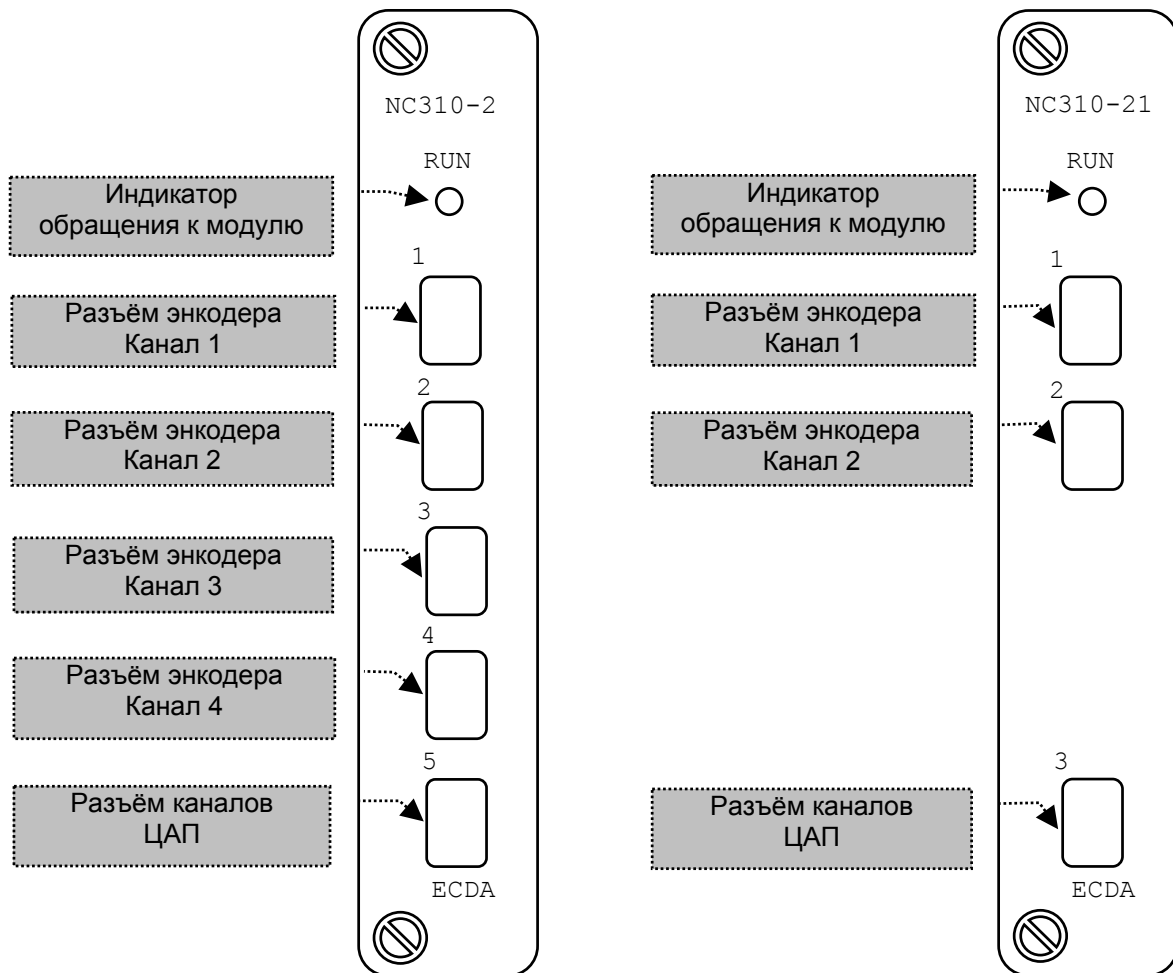 NC310-2
RUN
Индикатор
обращения к модулю
1
Разъём энкодера
Канал 1
2
Разъём энкодера
Канал 2
3
Разъём энкодера
Канал 3
4
Разъём энкодера
Канал 4
5
Разъём каналов
ЦАП
ECDA
NC310-21
RUN
Индикатор
обращения к модулю
1
Разъём энкодера
Канал 1
2
Разъём энкодера
Канал 2
3
Разъём каналов
ЦАП
ECDA